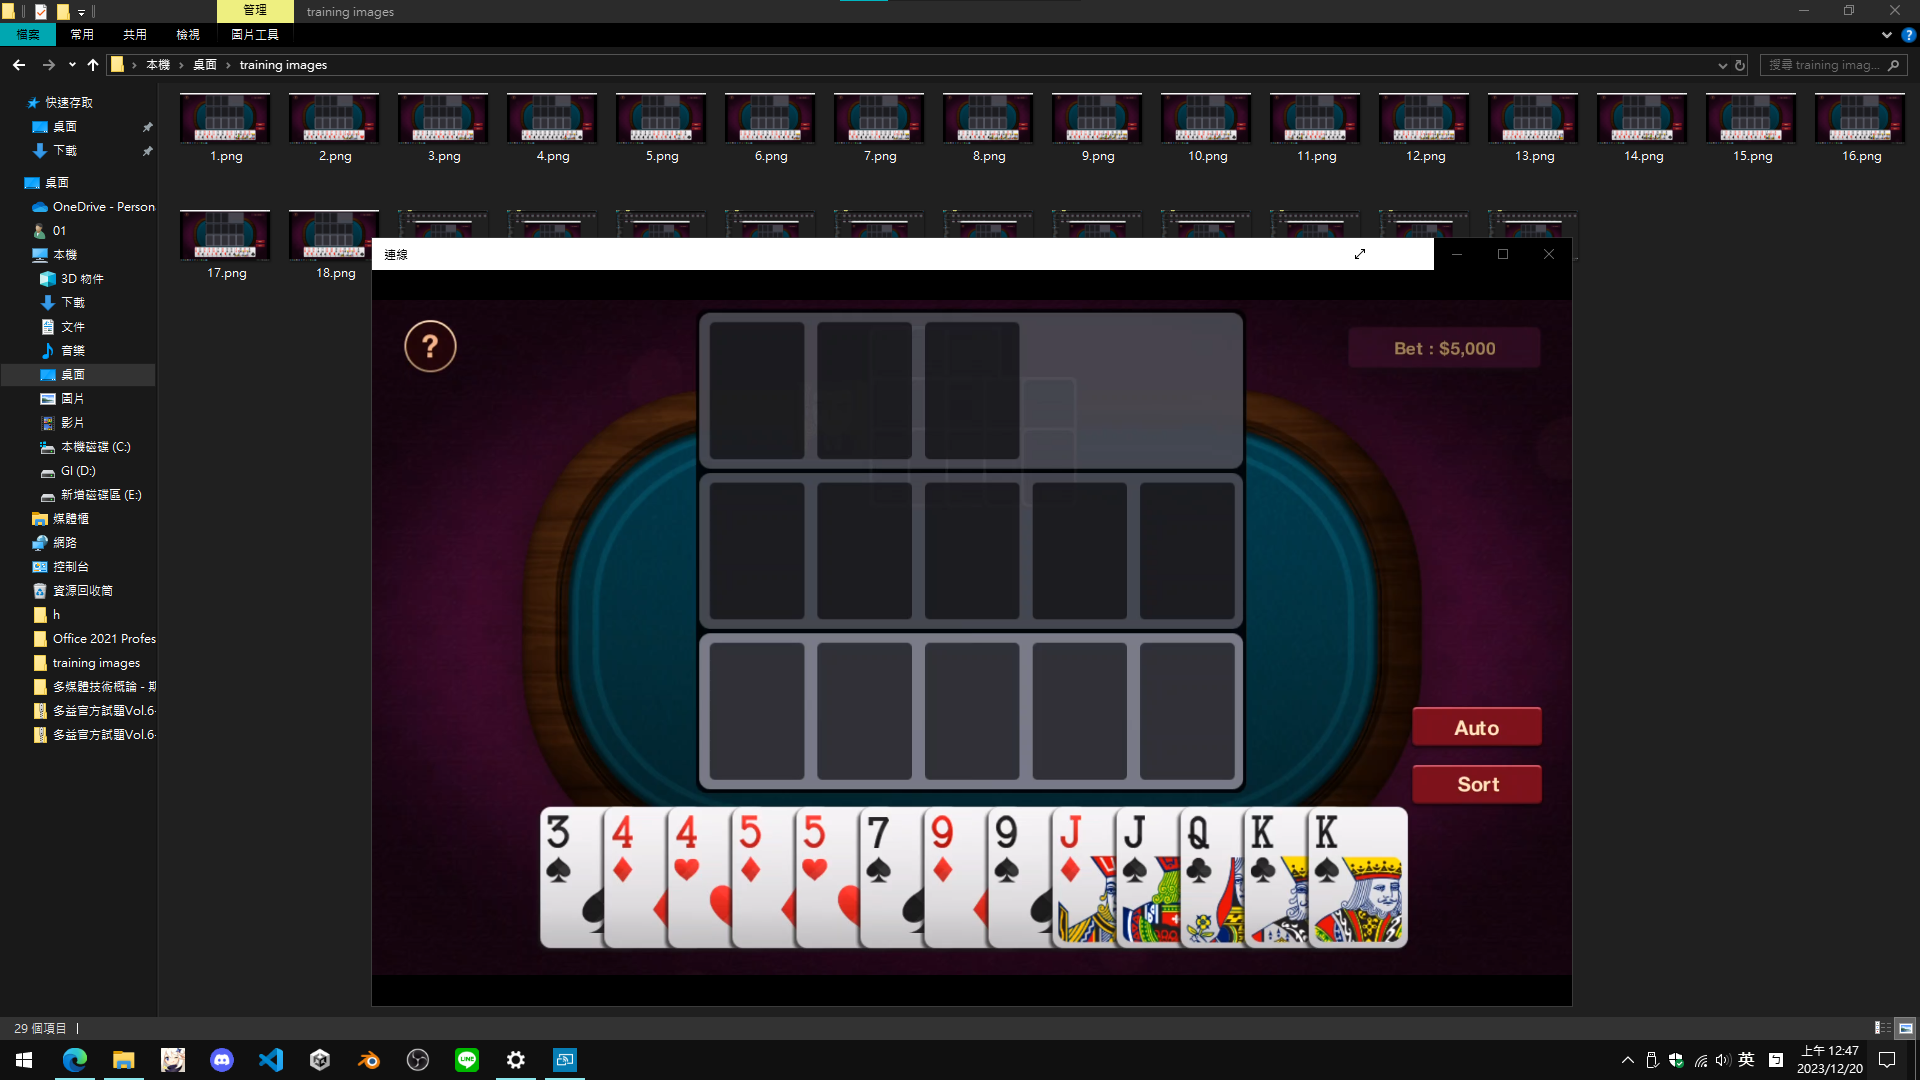 管理
training images
檔案
常用
共用
檢視
圖片工具
本機
桌面
training images
搜尋 training imag...
快速存取
桌面
下載
桌面
OneDrive - Person
01
本機
3D 物件
下載
文件
音樂
桌面
圖片
影片
本機磁碟 (C:)
GI (D:)
新增磁碟區 (E:)
媒體櫃
網路
控制台
資源回收筒
h
Office 2021 Profes
training images
多媒體技術概論 - 期
多益官方試題Vol.6-
多益官方試題Vol.6-
1.png
2.png
3.png
4.png
5.png
6.png
7.png
8.png
9.png
10.png
11.png
12.png
13.png
14.png
15.png
16.png
17.png
18.png
連線
?
Bet : $5,000
Auto
Sort
3
4
4
5
5
7
9
9
J
J
Q
K
K
29 個項目
LINE
英
上午 12:47
2023/12/20